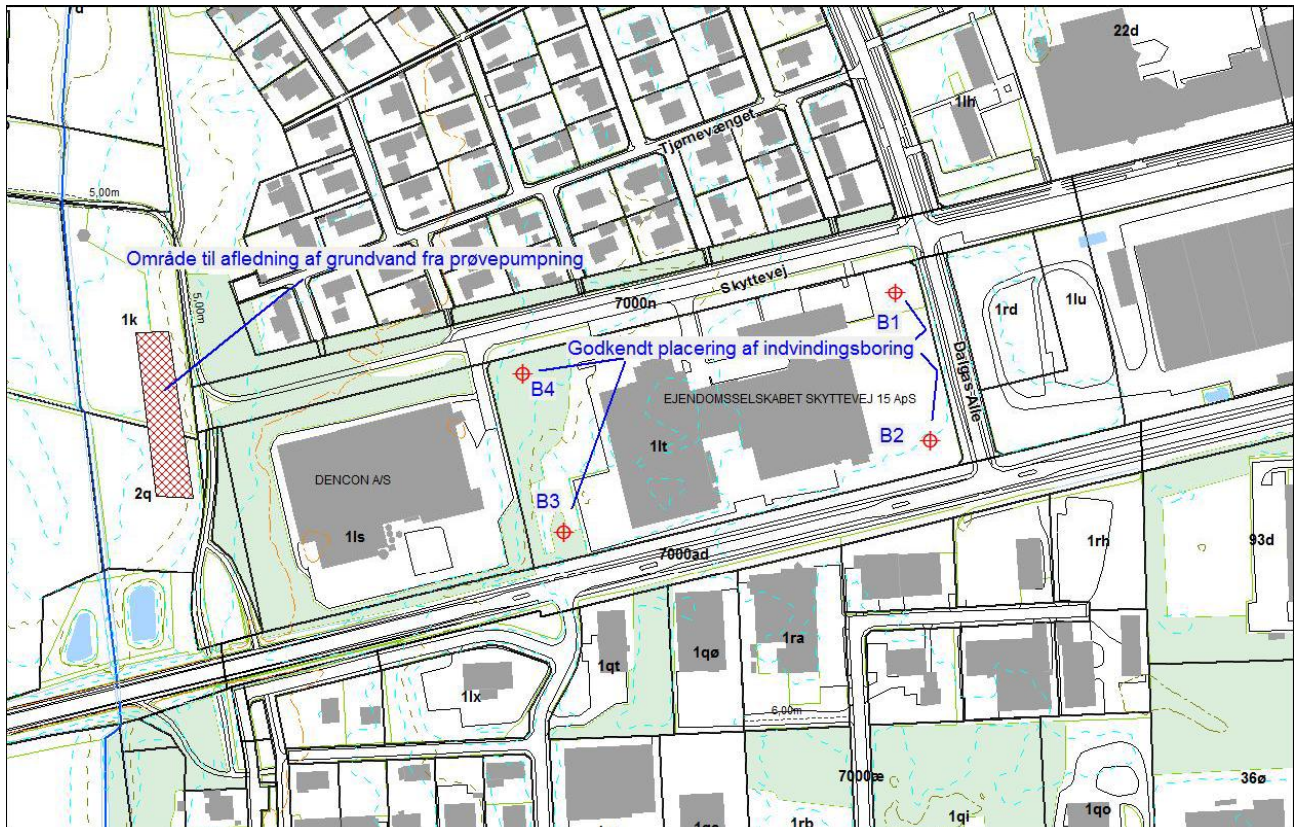 22d
1lh
Tjørnevænget
5,00m
Område til afledning af grundvand fra prøvepumpning
5,00m
Skyttevej
7000n
1k
1rd
1lu
B1
Godkendt placering af indvindingsboring
B4
Dalgas-Alle
EJENDOMSSELSKABET SKYTTEVEJ 15 ApS
B2
1lt
DENCON A/S
2q
B3
1ls
7000ad
1rh
93d
1qt
1qø
1ra
1lx
6,00m
7000æ
36ø
1qi
1qo
1rb